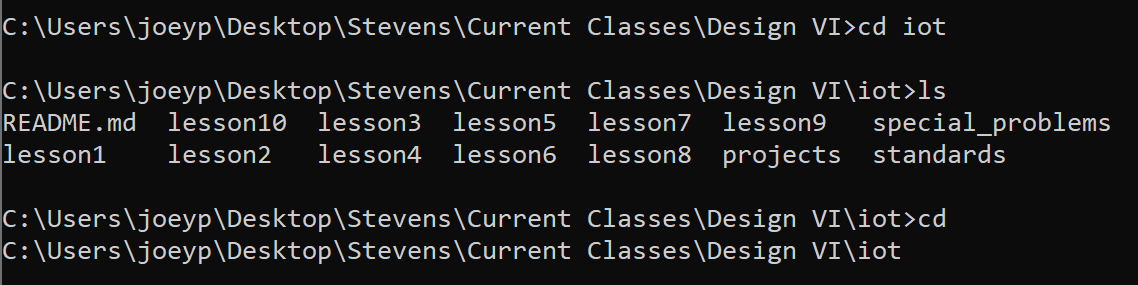 C:\Users\joeyp\Desktop\Stevens\Current Classes\Design VI>cd iot
C:\Users\joeyp\Desktop\Stevens\Current Classes\Design VI\iot>ls
README.md  lesson10  lesson3  lesson5  lesson7  lesson9   special_problems
lesson1    lesson2   lesson4  lesson6  lesson8  projects  standards
C:\Users\joeyp\Desktop\Stevens\Current Classes\Design VI\iot>cd
C:\Users\joeyp\Desktop\Stevens\Current Classes\Design VI\iot